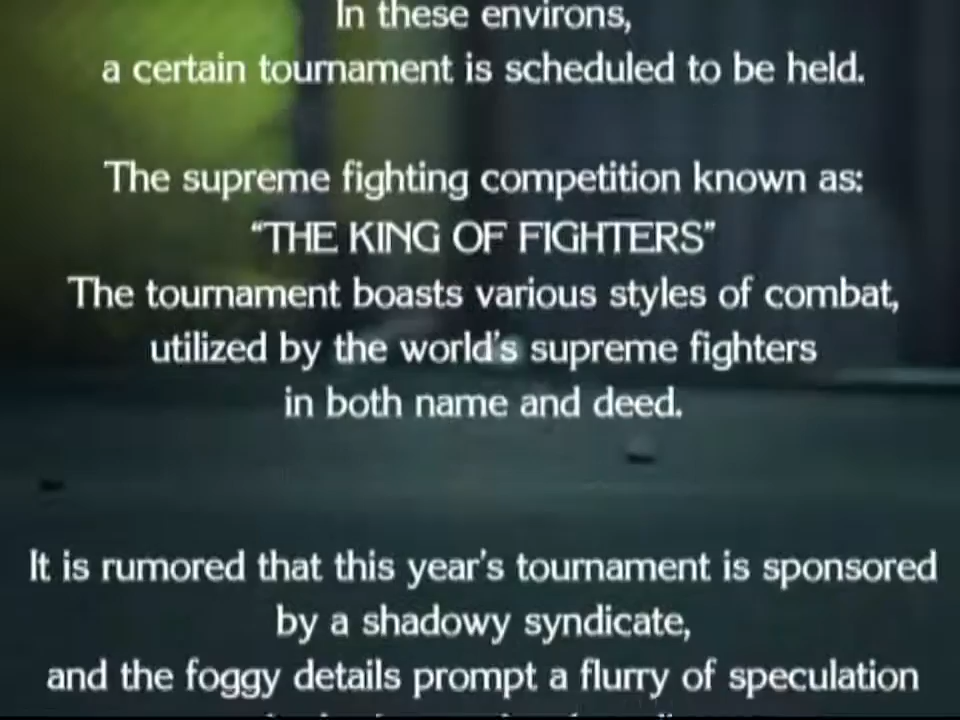 In these environs,
a certain tournament is scheduled to be held.
The supreme fighting competition known as:
“THE KING OF FIGHTERS”
The tournament boasts various styles of combat,
utilized by the world's supreme fighters
in both name and deed.
It is rumored that this year's tournament is sponsored
by a shadowy syndicate,
and the foggy details prompt a flurry of speculation